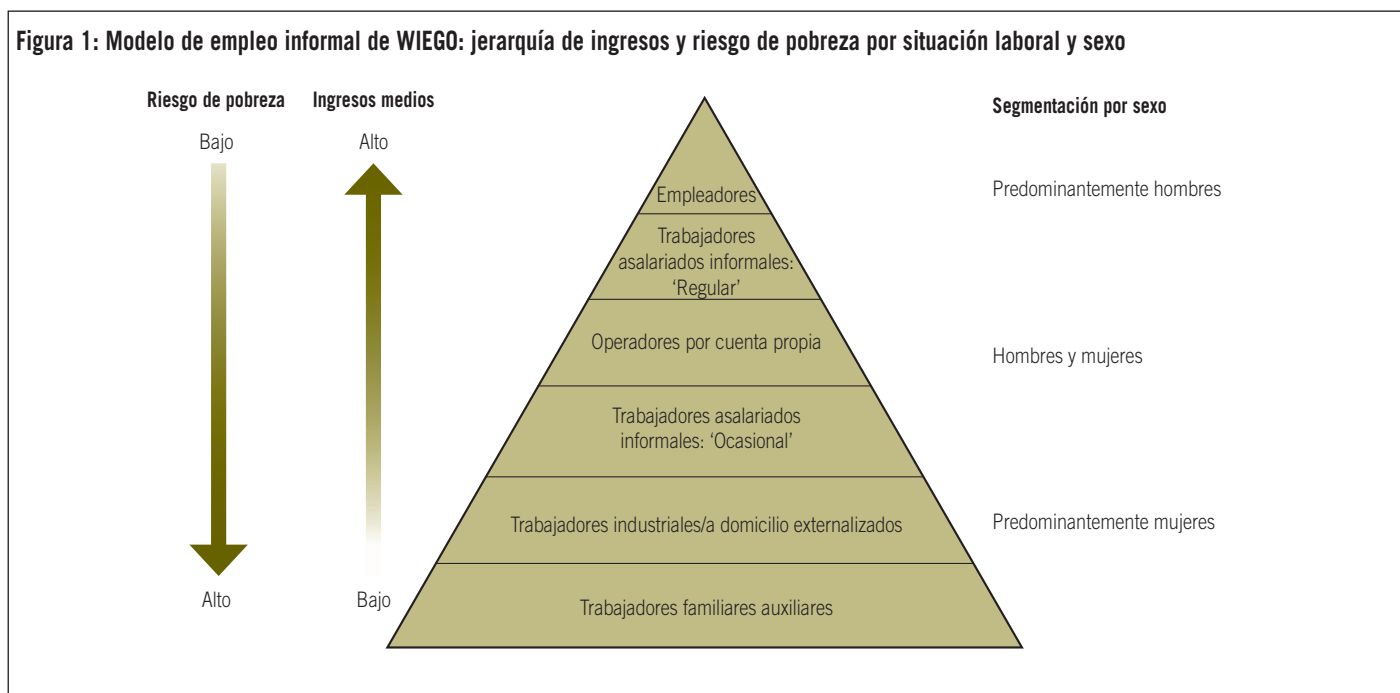 Figura 1: Modelo de empleo informal de WIEGO: jerarquía de ingresos y riesgo de pobreza por situación laboral y sexo
Riesgo de pobreza
Ingresos medios
Segmentación por sexo
Bajo
Alto
Empleadores
Predominantemente hombres
Trabajadores
asalariados informales:
‘Regular’
Operadores por cuenta propia
Hombres y mujeres
Trabajadores asalariados
informales: ‘Ocasional’
Trabajadores industriales/a domicilio externalizados
Predominantemente mujeres
Alto
Bajo
Trabajadores familiares auxiliares